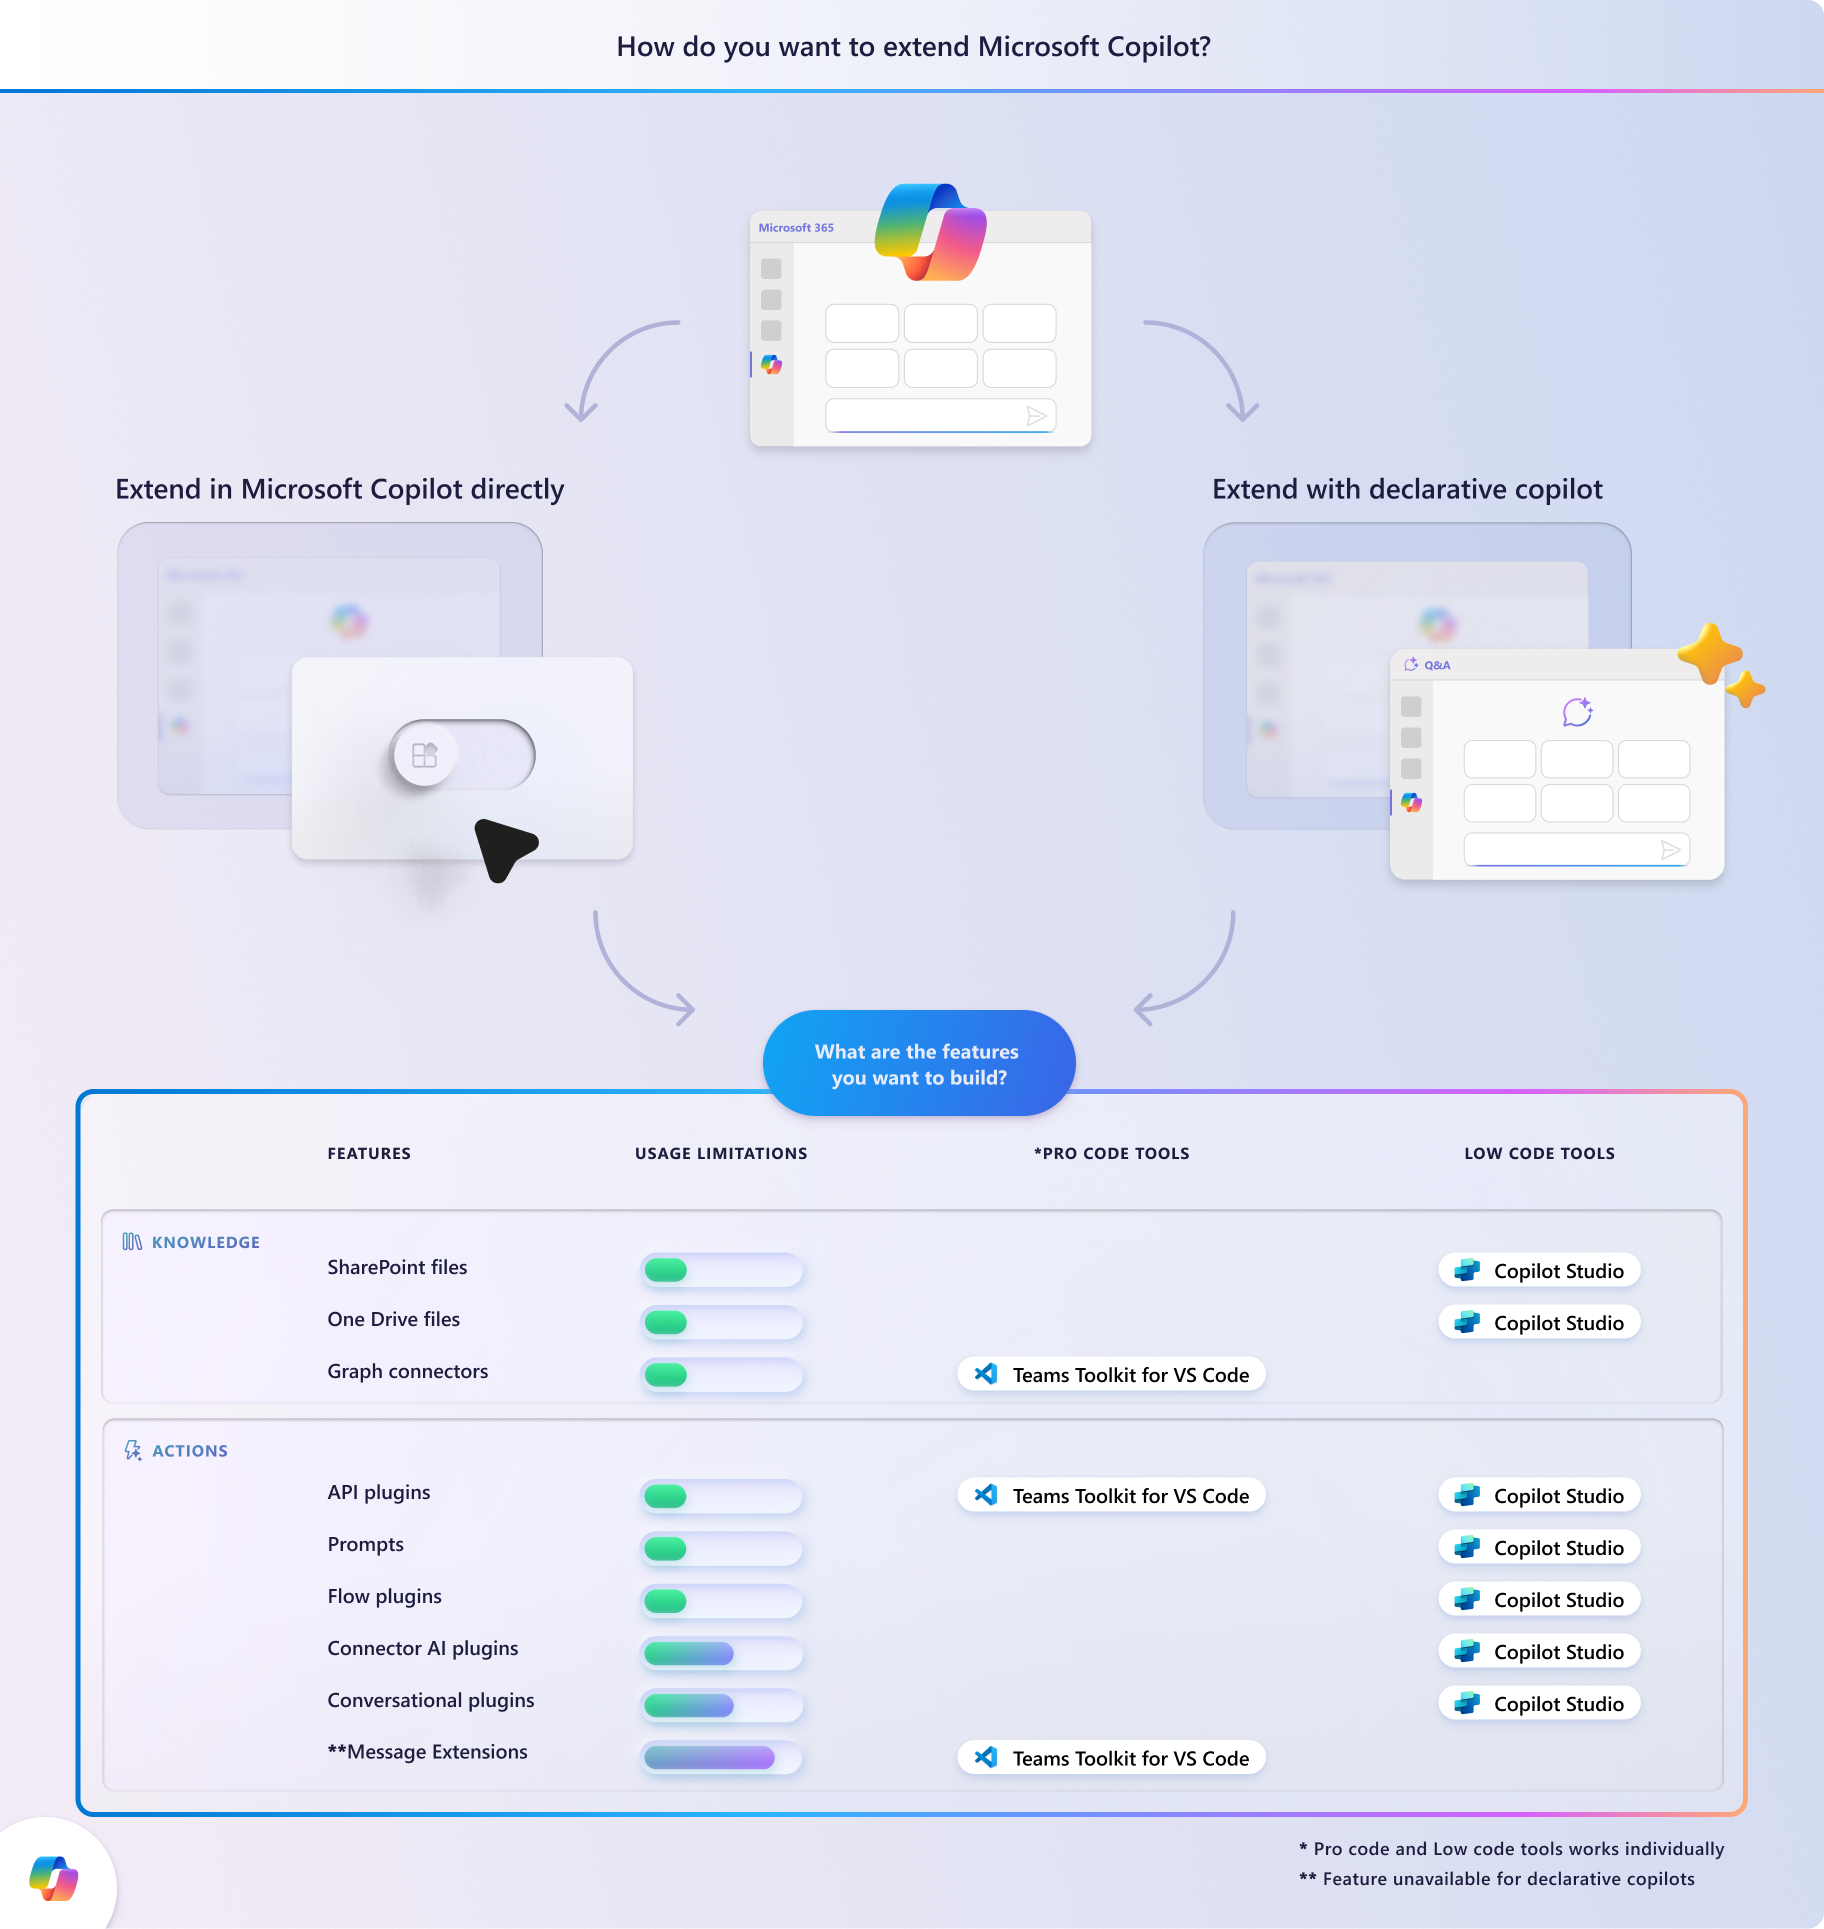 How do you want to extend Microsoft Copilot?
Microsoft 365
Extend in Microsoft Copilot directly
Extend with declarative copilot
Q&A
What are the features
you want to build?
FEATURES
USAGE LIMITATIONS
*PRO CODE TOOLS
LOW CODE TOOLS
KNOWLEDGE
SharePoint files
Copilot Studio
One Drive files
Copilot Studio
Graph connectors
Teams Toolkit for VS Code
ACTIONS
API plugins
Teams Toolkit for VS Code
Copilot Studio
Prompts
Copilot Studio
Flow plugins
Copilot Studio
Connector AI plugins
Copilot Studio
Conversational plugins
Copilot Studio
**Message Extensions
Teams Toolkit for VS Code
* Pro code and Low code tools works individually
** Feature unavailable for declarative copilots